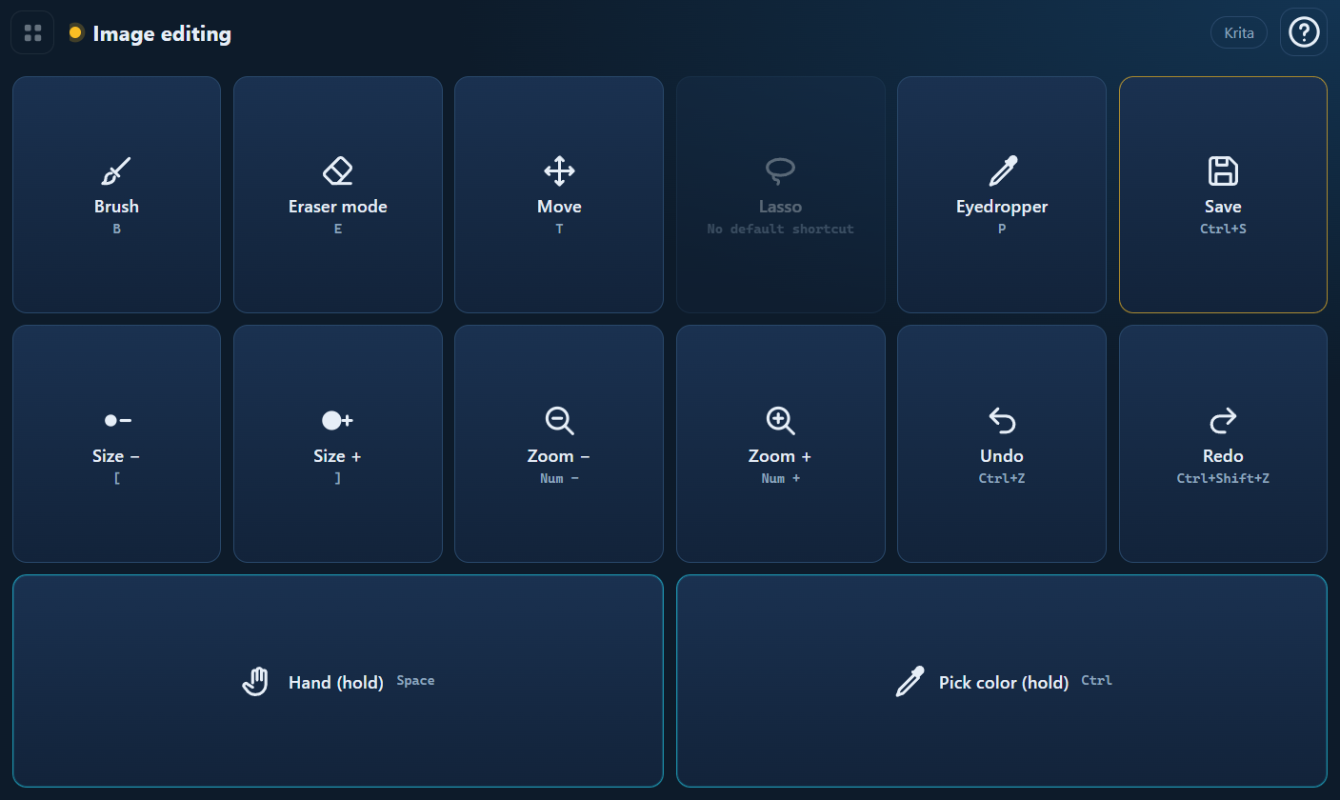 Image editing
Krita
Brush
B
Eraser mode
E
Move
T
Lasso
No default shortcut
Eyedropper
P
Save
Ctrl+S
Size −
[
Size +
]
Zoom −
Num −
Zoom +
Num +
Undo
Ctrl+Z
Redo
Ctrl+Shift+Z
Hand (hold) Space
Pick color (hold) Ctrl